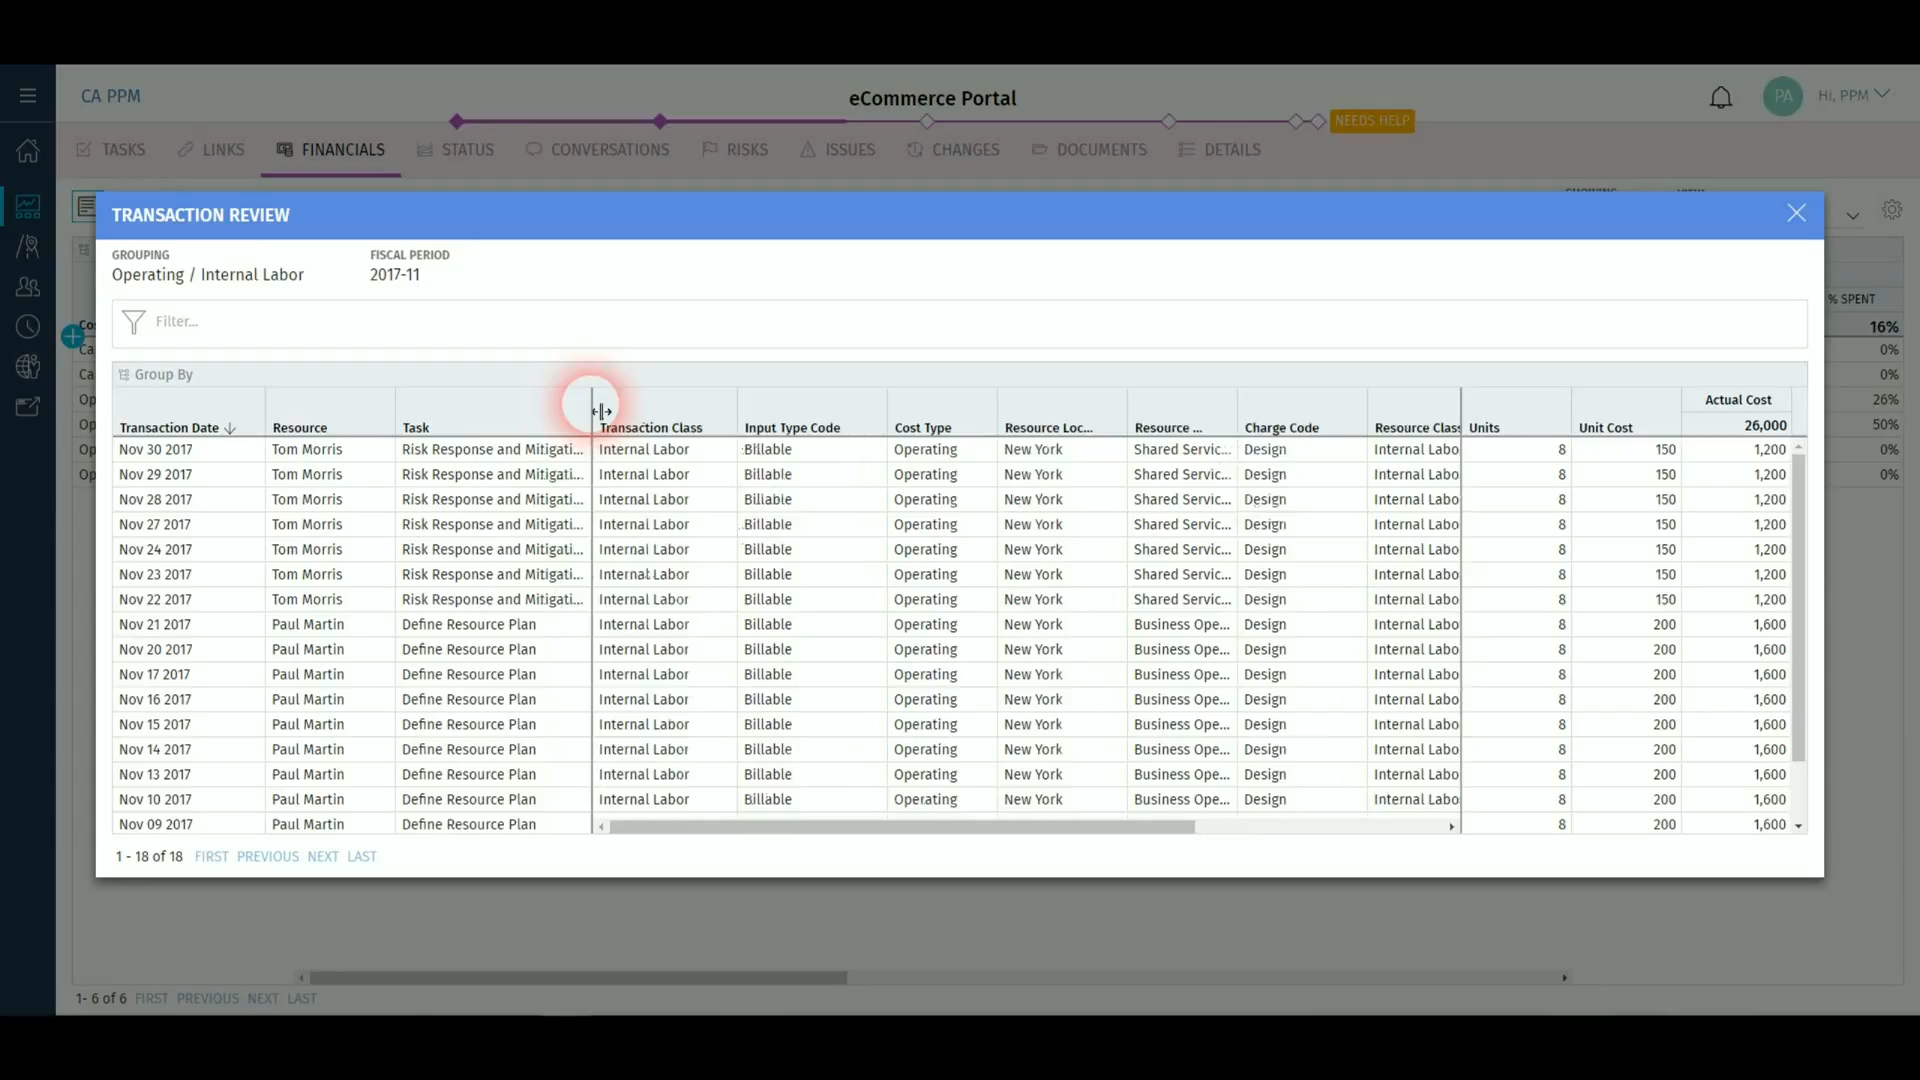 CA PPM
eCommerce Portal
PA
Hi, PPM
NEEDS HELP
TASKS LINKS FINANCIALS STATUS CONVERSATIONS RISKS ISSUES CHANGES DOCUMENTS DETAILS
TRANSACTION REVIEW
GROUPING FISCAL PERIOD
Operating / Internal Labor 2017-11
Filter...
% SPENT
16%
0%
0%
26%
50%
0%
0%
Group By
Actual Cost
Transaction Date Resource Task Transaction Class Input Type Code Cost Type Resource Loc... Resource ... Charge Code Resource Class Units Unit Cost 26,000
Nov 30 2017 Tom Morris Risk Response and Mitigati... Internal Labor Billable Operating New York Shared Servic... Design Internal Labo 8 150 1,200
Nov 29 2017 Tom Morris Risk Response and Mitigati... Internal Labor Billable Operating New York Shared Servic... Design Internal Labo 8 150 1,200
Nov 28 2017 Tom Morris Risk Response and Mitigati... Internal Labor Billable Operating New York Shared Servic... Design Internal Labo 8 150 1,200
Nov 27 2017 Tom Morris Risk Response and Mitigati... Internal Labor Billable Operating New York Shared Servic... Design Internal Labo 8 150 1,200
Nov 24 2017 Tom Morris Risk Response and Mitigati... Internal Labor Billable Operating New York Shared Servic... Design Internal Labo 8 150 1,200
Nov 23 2017 Tom Morris Risk Response and Mitigati... Internal Labor Billable Operating New York Shared Servic... Design Internal Labo 8 150 1,200
Nov 22 2017 Tom Morris Risk Response and Mitigati... Internal Labor Billable Operating New York Shared Servic... Design Internal Labo 8 150 1,200
Nov 21 2017 Paul Martin Define Resource Plan Internal Labor Billable Operating New York Business Ope... Design Internal Labo 8 200 1,600
Nov 20 2017 Paul Martin Define Resource Plan Internal Labor Billable Operating New York Business Ope... Design Internal Labo 8 200 1,600
Nov 17 2017 Paul Martin Define Resource Plan Internal Labor Billable Operating New York Business Ope... Design Internal Labo 8 200 1,600
Nov 16 2017 Paul Martin Define Resource Plan Internal Labor Billable Operating New York Business Ope... Design Internal Labo 8 200 1,600
Nov 15 2017 Paul Martin Define Resource Plan Internal Labor Billable Operating New York Business Ope... Design Internal Labo 8 200 1,600
Nov 14 2017 Paul Martin Define Resource Plan Internal Labor Billable Operating New York Business Ope... Design Internal Labo 8 200 1,600
Nov 13 2017 Paul Martin Define Resource Plan Internal Labor Billable Operating New York Business Ope... Design Internal Labo 8 200 1,600
Nov 10 2017 Paul Martin Define Resource Plan Internal Labor Billable Operating New York Business Ope... Design Internal Labo 8 200 1,600
Nov 09 2017 Paul Martin Define Resource Plan 8 200 1,600
1 - 18 of 18 FIRST PREVIOUS NEXT LAST
1- 6 of 6 FIRST PREVIOUS NEXT LAST